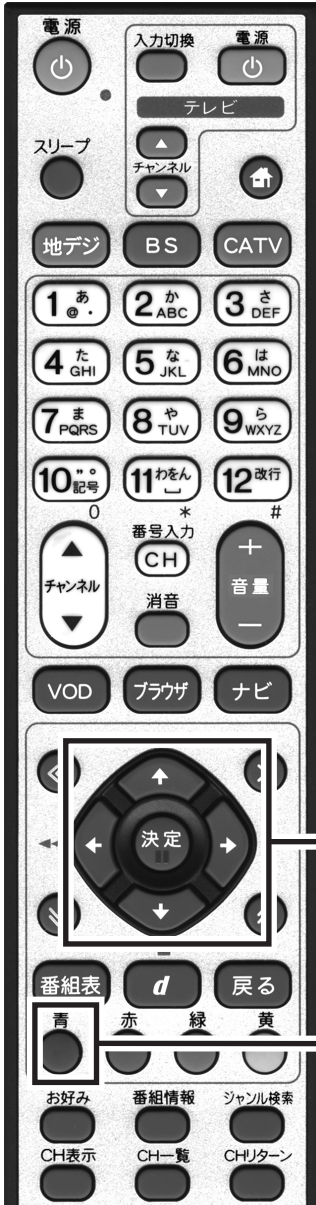 電源
入力切換 電源
テレビ
スリープ
チャンネル
地デジ BS CATV
1 あ @. 2 か ABC 3 さ DEF
4 た GHI 5 な JKL 6 は MNO
7 ま PQRS 8 や TUV 9 ら WXYZ
10 ゛゜ 記号 11 わをん 12 改行
0 * #
番号入力
CH
チャンネル
+
音量
−
消音
VOD ブラウザ ナビ
決定
番組表 d 戻る
青 赤 緑 黄
お好み 番組情報 ジャンル検索
CH表示 CH一覧 CHリターン